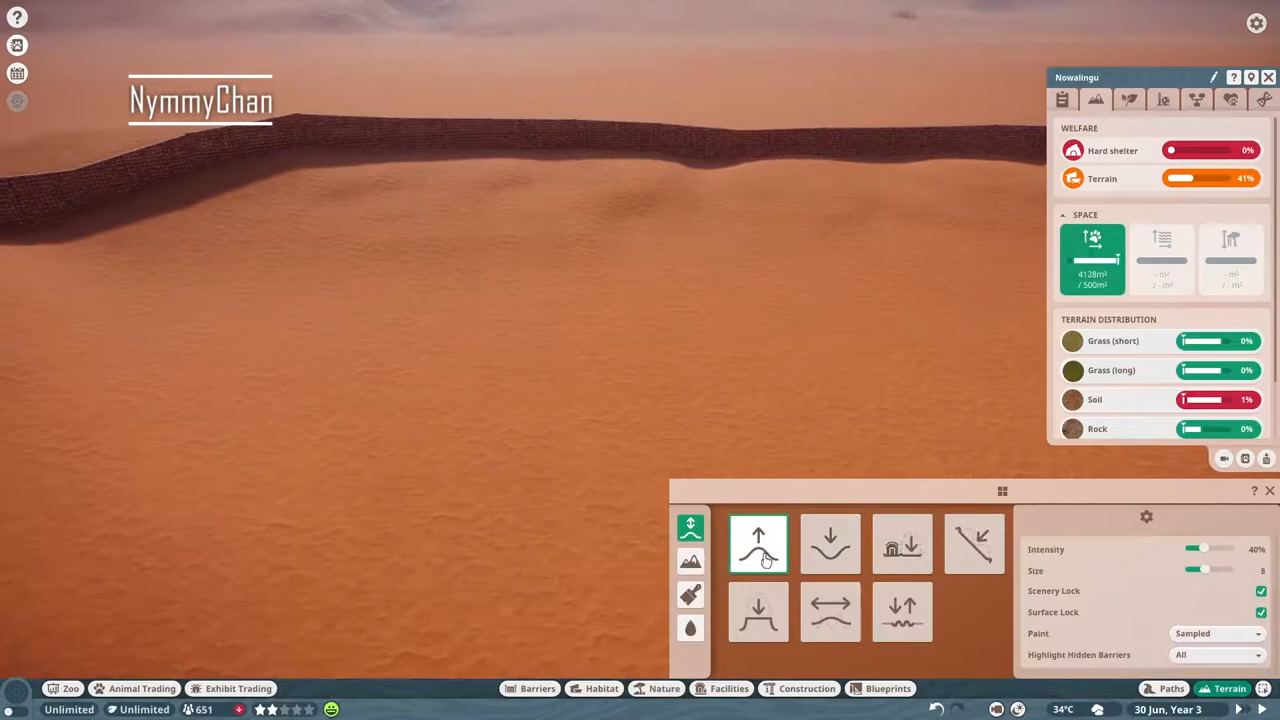 NymmyChan
Nowalingu
WELFARE
Hard shelter 0%
Terrain 41%
SPACE
4128m² / 500m²
- m² / - m²
- m² / - m²
TERRAIN DISTRIBUTION
Grass (short) 0%
Grass (long) 0%
Soil 1%
Rock 0%
Intensity 40%
Size 8
Scenery Lock
Surface Lock
Paint Sampled
Highlight Hidden Barriers All
Zoo Animal Trading Exhibit Trading Barriers Habitat Nature Facilities Construction Blueprints Paths Terrain
Unlimited Unlimited 651 34°C 30 Jun, Year 3